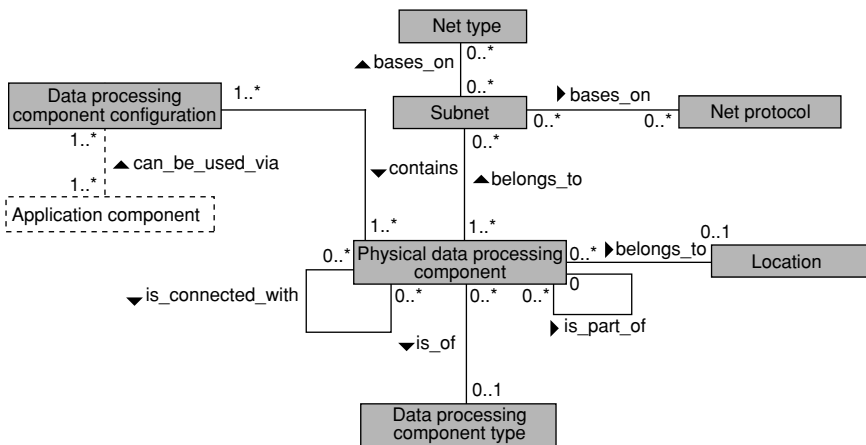 Net type
0..*
bases_on
0..*
Data processing
component configuration
1..*
Subnet
bases_on
0..*
0..*
Net protocol
1..*
can_be_used_via
1..*
Application component
contains
0..*
belongs_to
1..*
1..*
0..*
Physical data processing
component
0..*
belongs_to
0..1
Location
0
is_connected_with
0..*
0..*
0..*
is_part_of
is_of
0..1
Data processing
component type